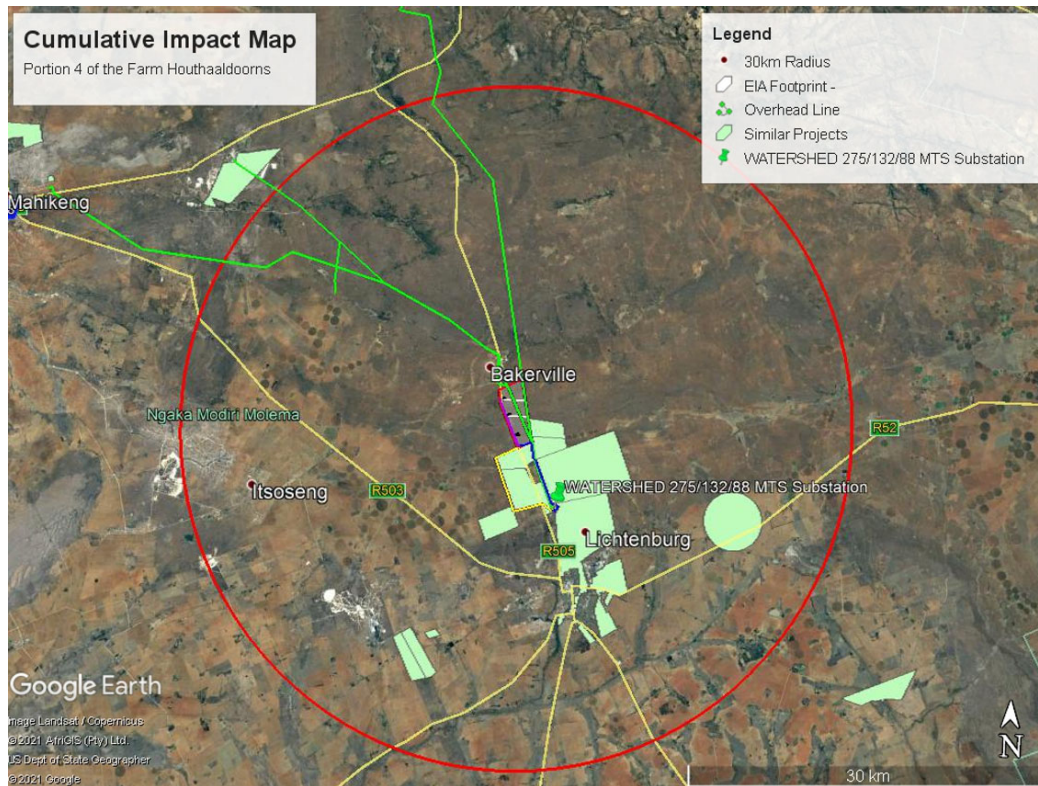 Cumulative Impact Map
Portion 4 of the Farm Houthaaldoorns
Legend
30km Radius
EIA Footprint -
Overhead Line
Similar Projects
WATERSHED 275/132/88 MTS Substation
Mahikeng
Bakerville
Ngaka Modiri Molema
R52
Itsoseng
R503
WATERSHED 275/132/88 MTS Substation
Lichtenburg
R505
Google Earth
Image Landsat / Copernicus
© 2021 AfriGIS (Pty) Ltd.
US Dept of State Geographer
© 2021 Google
N
30 km